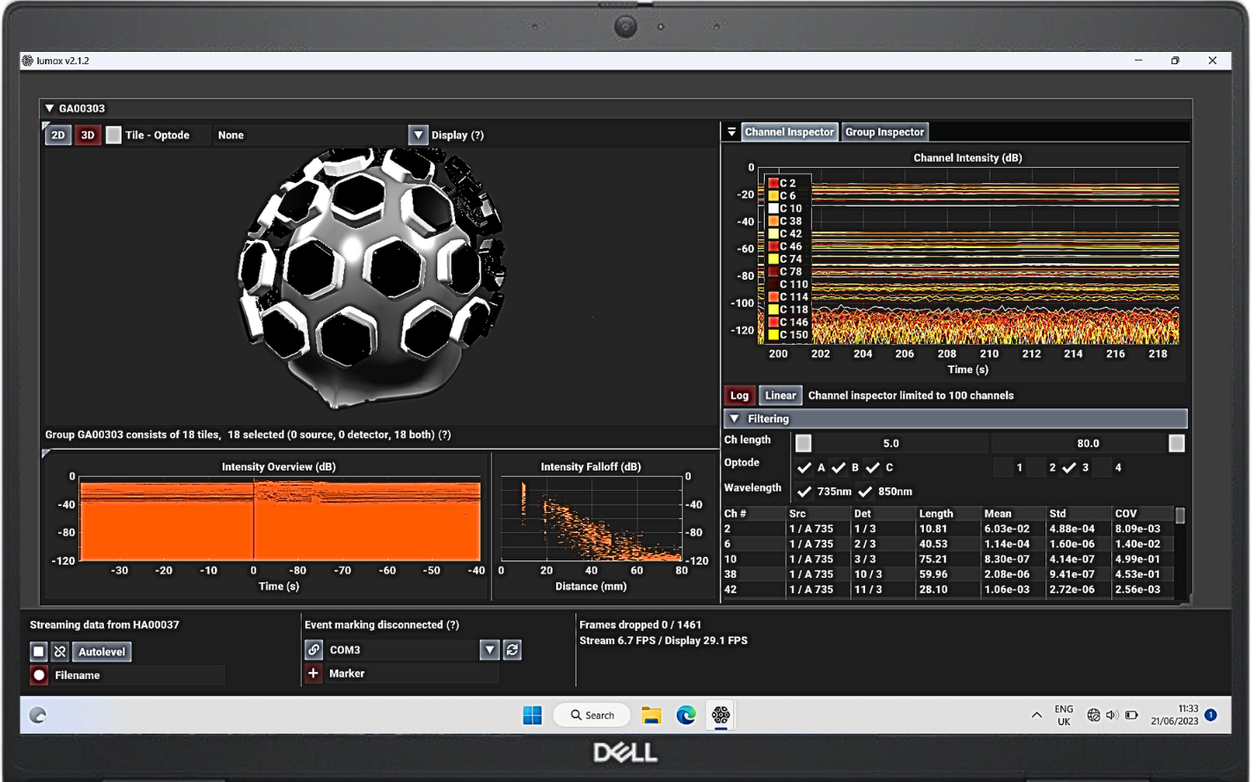 lumox v2.1.2
GA00303
2D 3D Tile - Optode None Display (?)
Group GA00303 consists of 18 tiles, 18 selected (0 source, 0 detector, 18 both) (?)
Intensity Overview (dB)
0
-40
-80
-120
-30 -20 -10 0 -80 -70 -60 -50 -40
Time (s)
Intensity Falloff (dB)
0
-40
-80
-120
0 20 40 60 80
Distance (mm)
Channel Inspector Group Inspector
Channel Intensity (dB)
0
-20
-40
-60
-80
-100
-120
C 2
C 6
C 10
C 38
C 42
C 46
C 74
C 78
C 110
C 114
C 118
C 146
C 150
200 202 204 206 208 210 212 214 216 218
Time (s)
Log Linear Channel inspector limited to 100 channels
Filtering
Ch length 5.0 80.0
Optode A B C 1 2 3 4
Wavelength 735nm 850nm
Ch # Src Det Length Mean Std COV
2 1 / A 735 1 / 3 10.81 6.03e-02 4.88e-04 8.09e-03
6 1 / A 735 2 / 3 40.53 1.14e-04 1.60e-06 1.40e-02
10 1 / A 735 3 / 3 75.21 8.30e-07 4.14e-07 4.99e-01
38 1 / A 735 10 / 3 59.96 2.08e-06 9.41e-07 4.53e-01
42 1 / A 735 11 / 3 28.10 1.06e-03 2.72e-06 2.56e-03
Streaming data from HA00037
Autolevel
Filename
Event marking disconnected (?)
COM3
Marker
Frames dropped 0 / 1461
Stream 6.7 FPS / Display 29.1 FPS
Search
ENG
UK
11:33
21/06/2023
1
DELL